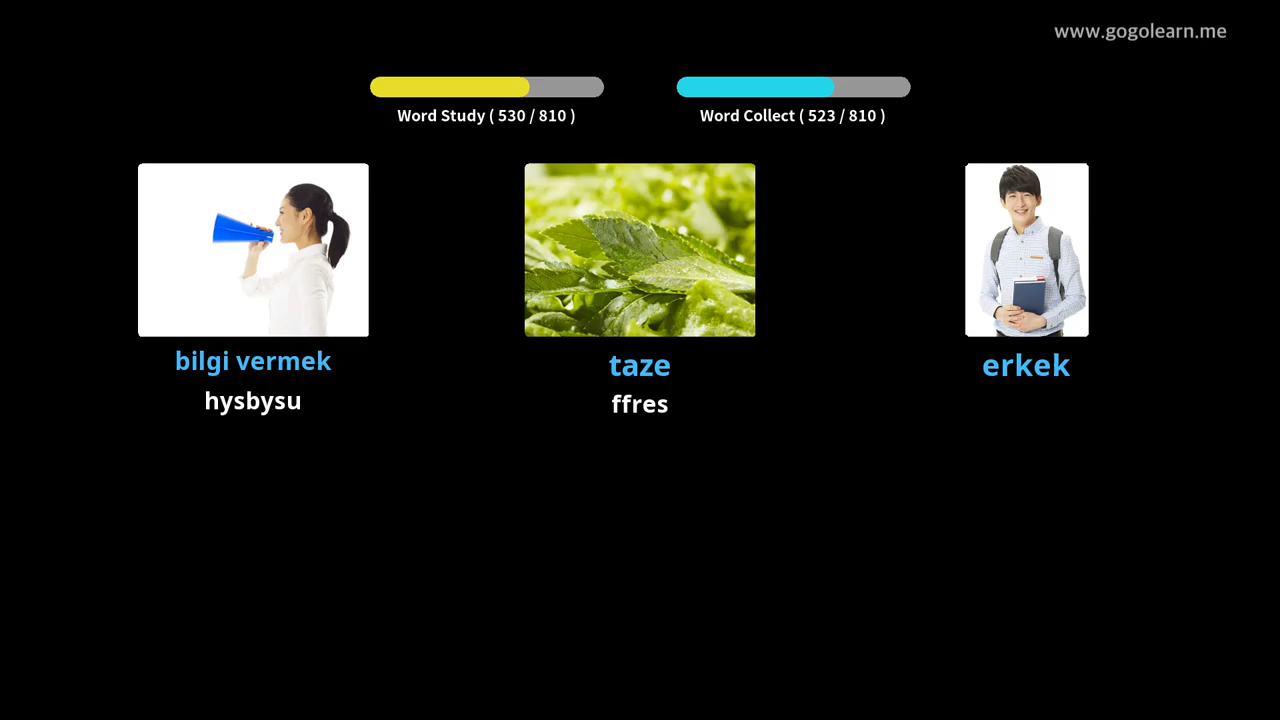 www.gogolearn.me
Word Study ( 530 / 810 )
Word Collect ( 523 / 810 )
bilgi vermek
hysbysu
taze
ffres
erkek